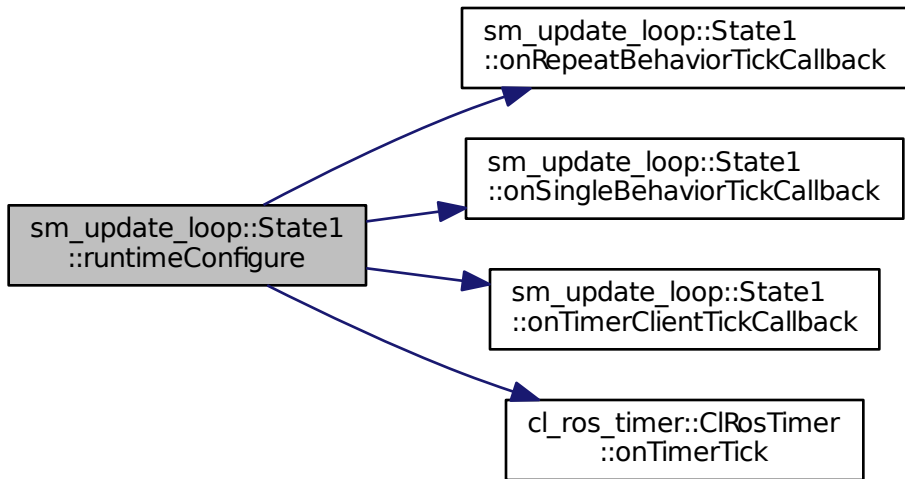 sm_update_loop::State1
::onRepeatBehaviorTickCallback
sm_update_loop::State1
::onSingleBehaviorTickCallback
sm_update_loop::State1
::runtimeConfigure
sm_update_loop::State1
::onTimerClientTickCallback
cl_ros_timer::ClRosTimer
::onTimerTick